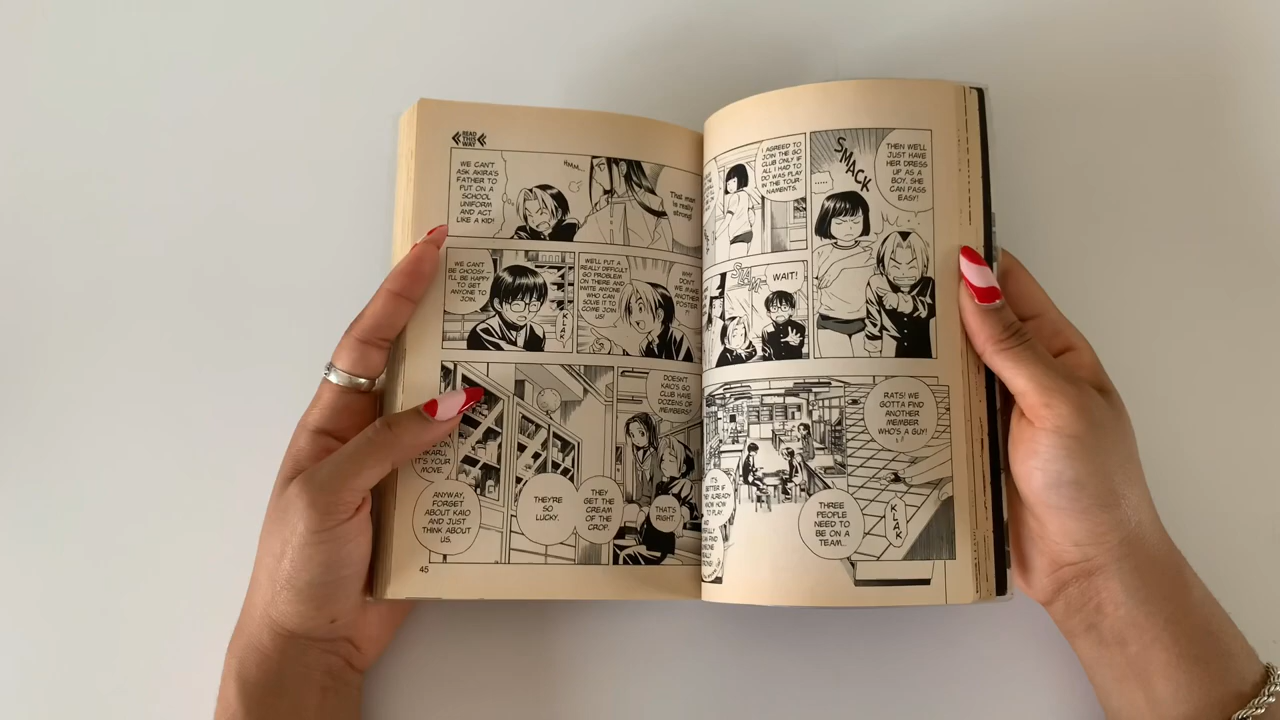 THEN WE'LL
JUST HAVE
HER DRESS
UP AS A
BOY. SHE
CAN PASS
EASY!
SMACK
.....
I AGREED TO
JOIN THE GO
CLUB ONLY IF
ALL I HAD TO
DO WAS PLAY
IN THE TOUR-
NAMENTS.
WAIT!
RATS! WE
GOTTA FIND
ANOTHER
MEMBER
WHO'S A GUY!
KLAK
THREE
PEOPLE
NEED TO
BE ON A
TEAM...
IT'S
BETTER IF
THEY ALREADY
KNOW HOW
TO PLAY.
READ
THIS
WAY
That man
is really
strong!
HMM...
WE CAN'T
ASK AKIRA'S
FATHER TO
PUT ON A
SCHOOL
UNIFORM
AND ACT
LIKE A KID!
WHY
DON'T
WE MAKE
ANOTHER
POSTER
?!
WE'LL PUT A
REALLY DIFFICULT
GO PROBLEM
ON THERE AND
INVITE ANYONE
WHO CAN
SOLVE IT TO
COME JOIN
US!
WE CAN'T
BE CHOOSY –
I'LL BE HAPPY
TO GET
ANYONE TO
JOIN.
KLAK
DOESN'T
KAIO'S GO
CLUB HAVE
DOZENS OF
MEMBERS?
THAT'S
RIGHT.
THEY
GET THE
CREAM OF
THE CROP.
THEY'RE
SO
LUCKY.
IT'S YOUR
MOVE.
ANYWAY,
FORGET
ABOUT KAIO
AND JUST
THINK ABOUT
US.
45